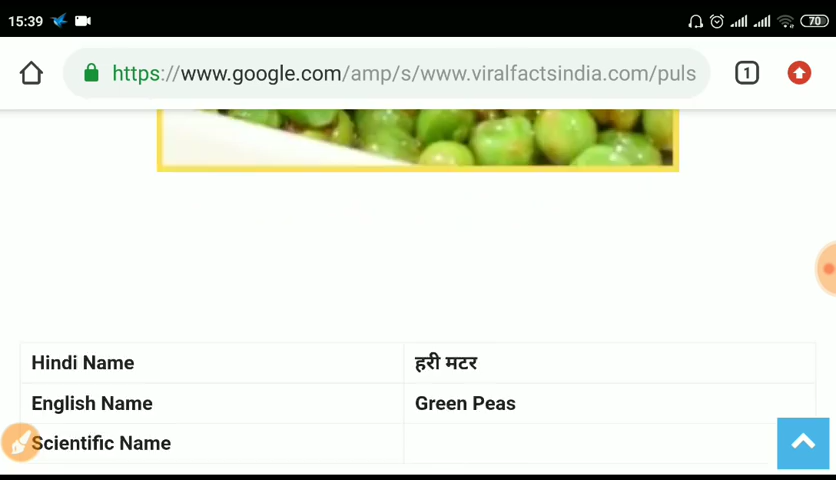 15:39 70
https://www.google.com/amp/s/www.viralfactsindia.com/puls 1
Hindi Name हरी मटर
English Name Green Peas
Scientific Name